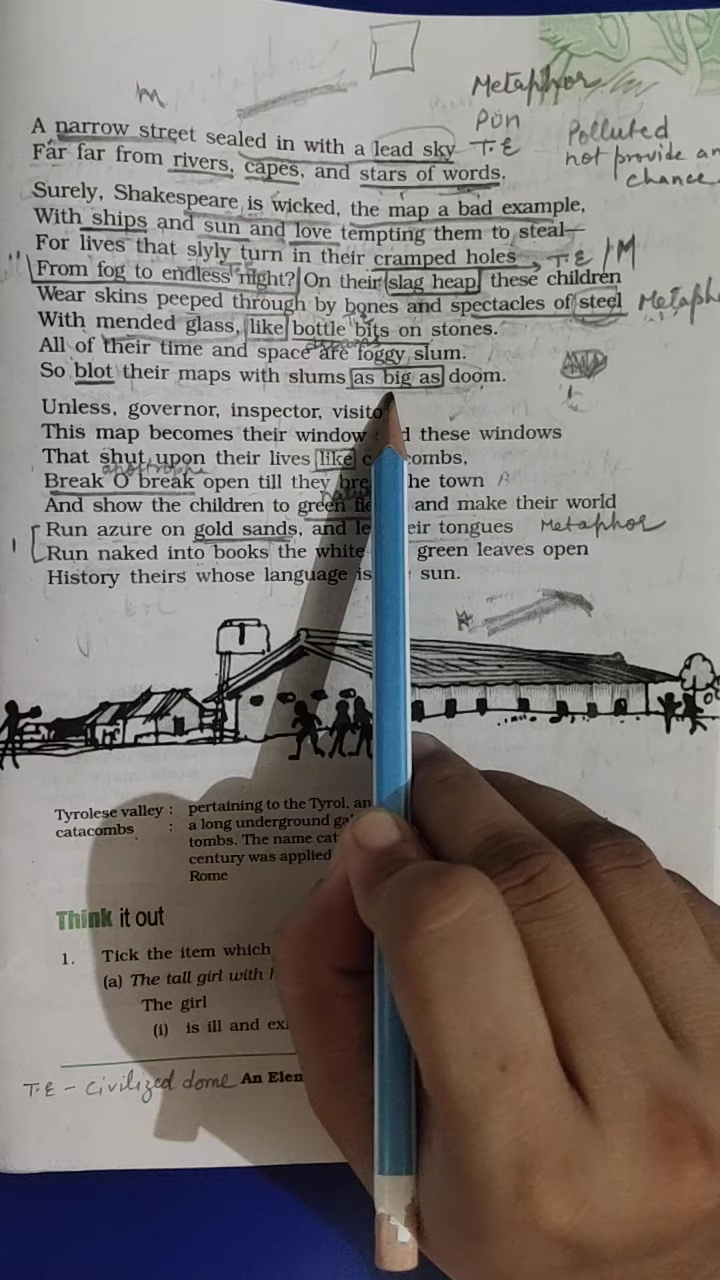 m
Metaphor
Pun
T.E
Polluted
not provide an
chance
A narrow street sealed in with a lead sky
Far far from rivers, capes, and stars of words.
Surely, Shakespeare is wicked, the map a bad example,
With ships and sun and love tempting them to steal—
For lives that slyly turn in their cramped holes T.E / M
From fog to endless night? On their slag heap, these children
Wear skins peeped through by bones and spectacles of steel Metaph
With mended glass, like bottle bits on stones.
All of their time and space are foggy slum.
So blot their maps with slums as big as doom.
Unless, governor, inspector, visito
This map becomes their window d these windows
That shut upon their lives like c combs,
apostrophe
Break O break open till they bre he town A
And show the children to green fie and make their world
Run azure on gold sands, and le eir tongues Metaphor
Run naked into books the white green leaves open
History theirs whose language is sun.
Tyrolese valley : pertaining to the Tyrol, an
catacombs : a long underground ga
tombs. The name cat
century was applied
Rome
Think it out
1. Tick the item which
(a) The tall girl with h
The girl
(i) is ill and ex
T.E - civilized dome An Elen